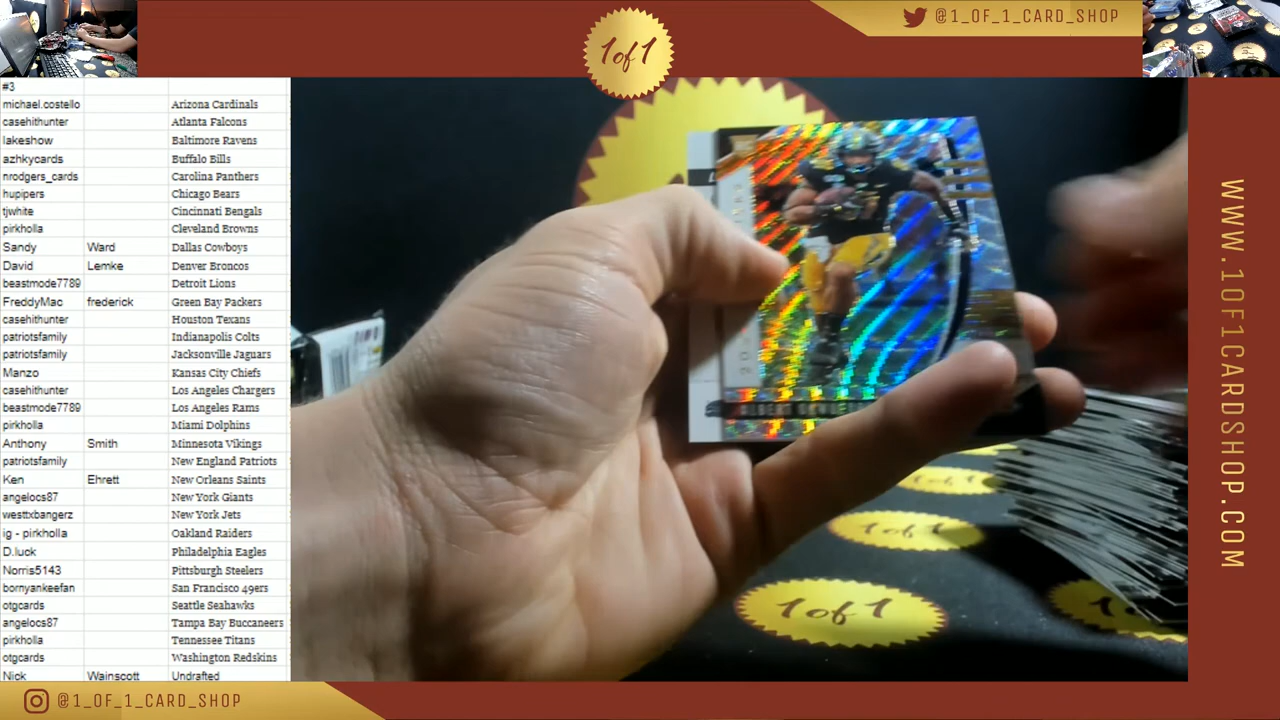 1of1
@1_OF_1_CARD_SHOP
#3
michael.costello Arizona Cardinals
casehithunter Atlanta Falcons
lakeshow Baltimore Ravens
azhkycards Buffalo Bills
nrodgers_cards Carolina Panthers
hupipers Chicago Bears
tjwhite Cincinnati Bengals
pirkholla Cleveland Browns
Sandy Ward Dallas Cowboys
David Lemke Denver Broncos
beastmode7789 Detroit Lions
FreddyMac frederick Green Bay Packers
casehithunter Houston Texans
patriotsfamily Indianapolis Colts
patriotsfamily Jacksonville Jaguars
Manzo Kansas City Chiefs
casehithunter Los Angeles Chargers
beastmode7789 Los Angeles Rams
pirkholla Miami Dolphins
Anthony Smith Minnesota Vikings
patriotsfamily New England Patriots
Ken Ehrett New Orleans Saints
angelocs87 New York Giants
westtxbangerz New York Jets
ig - pirkholla Oakland Raiders
D.luck Philadelphia Eagles
Norris5143 Pittsburgh Steelers
bornyankeefan San Francisco 49ers
otgcards Seattle Seahawks
angelocs87 Tampa Bay Buccaneers
pirkholla Tennessee Titans
otgcards Washington Redskins
Nick Wainscott Undrafted
ALBERT
1of1
1of1
1of1
WWW.1OF1CARDSHOP.COM
@1_OF_1_CARD_SHOP